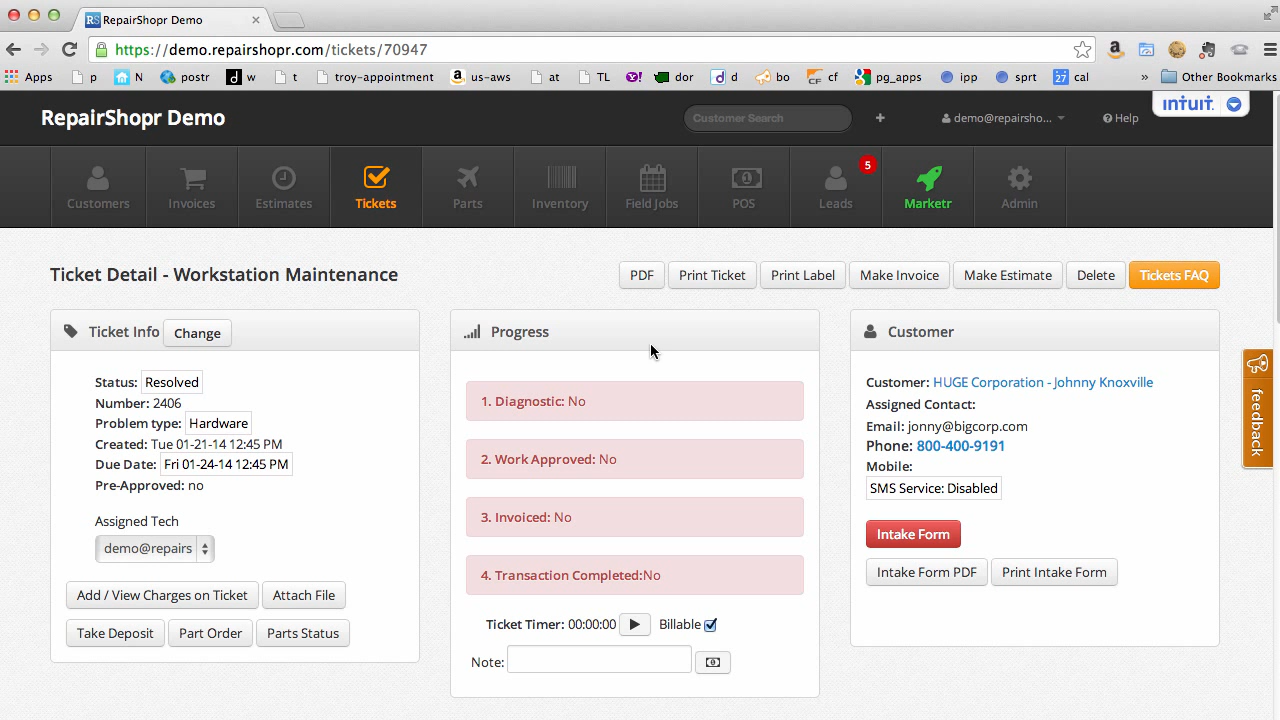 RS RepairShopr Demo
https://demo.repairshopr.com/tickets/70947
Apps p N postr d w t troy-appointment a us-aws at TL Y! dor d d bo CF cf pg_apps ipp sprt 27 cal » Other Bookmarks
RepairShopr Demo
Customer Search
demo@repairsho...
Help
intuit.
Customers Invoices Estimates Tickets Parts Inventory Field Jobs POS Leads 5 Marketr Admin
Ticket Detail - Workstation Maintenance
PDF Print Ticket Print Label Make Invoice Make Estimate Delete Tickets FAQ
Ticket Info Change
Status: Resolved
Number: 2406
Problem type: Hardware
Created: Tue 01-21-14 12:45 PM
Due Date: Fri 01-24-14 12:45 PM
Pre-Approved: no
Assigned Tech
demo@repairs
Add / View Charges on Ticket Attach File
Take Deposit Part Order Parts Status
Progress
1. Diagnostic: No
2. Work Approved: No
3. Invoiced: No
4. Transaction Completed:No
Ticket Timer: 00:00:00 Billable
Note:
Customer
Customer: HUGE Corporation - Johnny Knoxville
Assigned Contact:
Email: jonny@bigcorp.com
Phone: 800-400-9191
Mobile:
SMS Service: Disabled
Intake Form
Intake Form PDF Print Intake Form
feedback